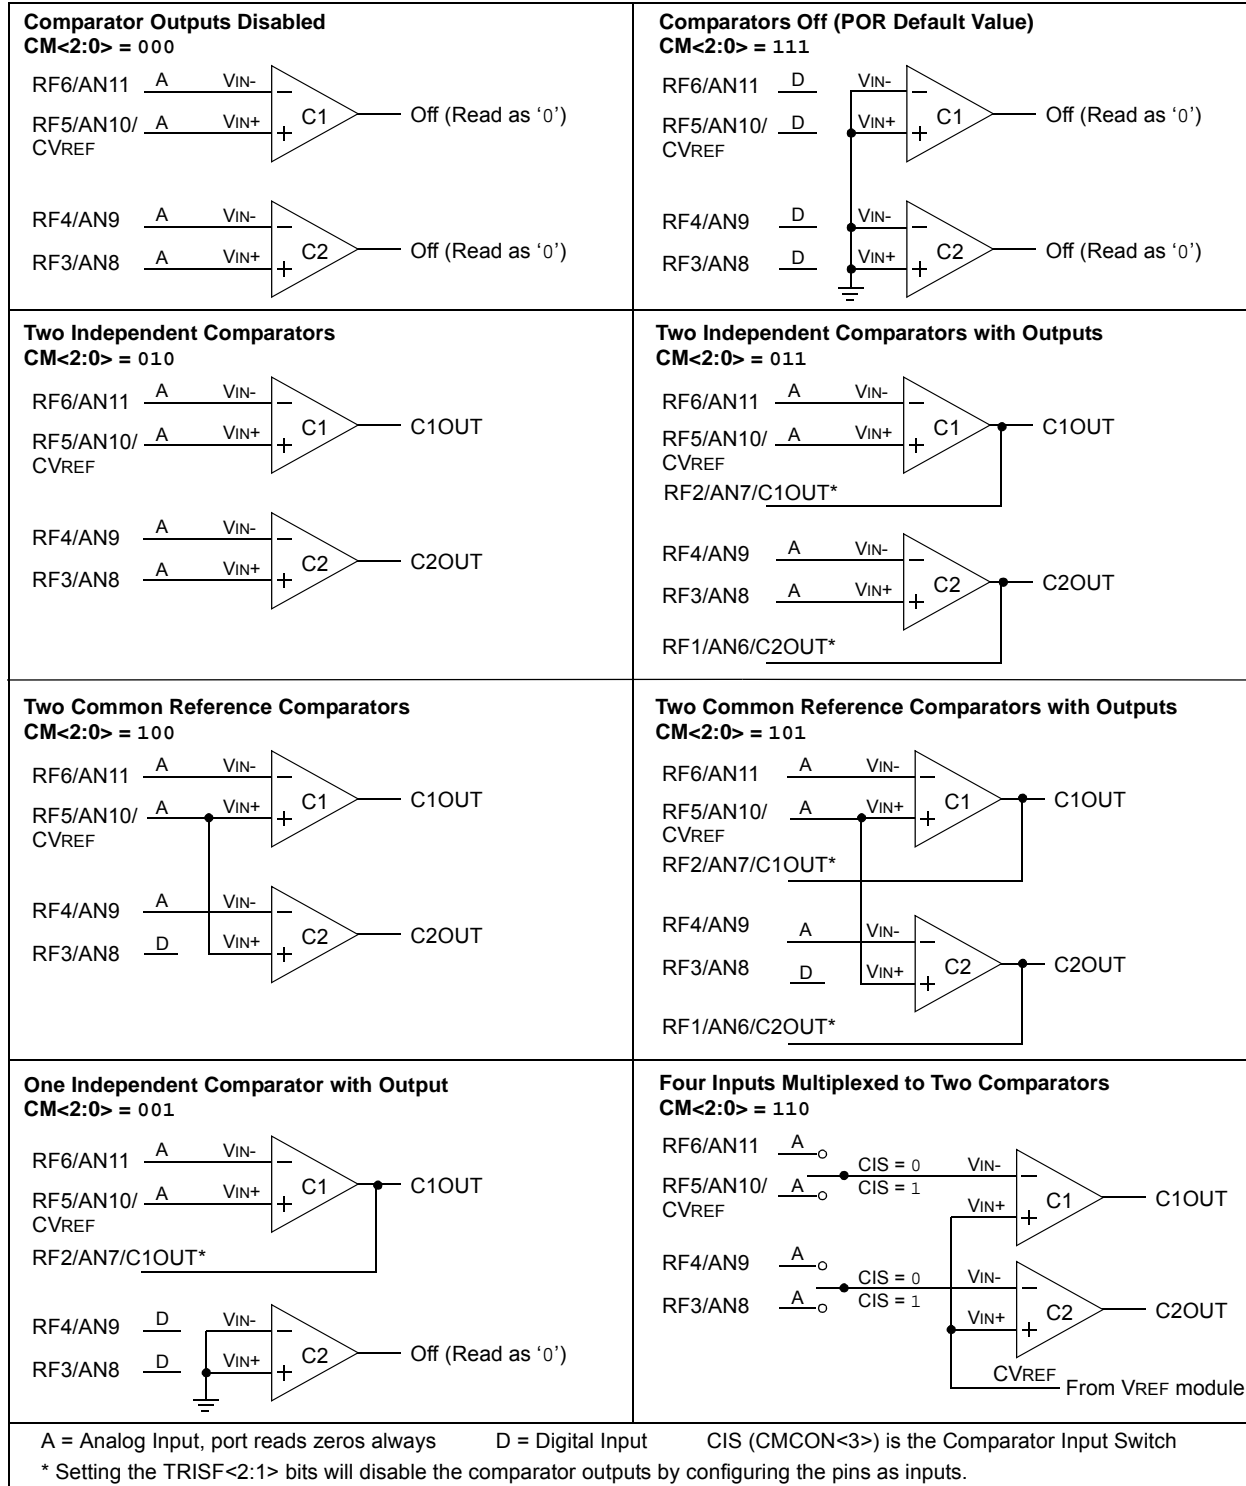 Comparator Outputs Disabled
CM<2:0> = 000
RF6/AN11 A VIN-
RF5/AN10/ A VIN+
CVREF
C1
Off (Read as ‘0’)
RF4/AN9 A VIN-
RF3/AN8 A VIN+
C2
Off (Read as ‘0’)
Comparators Off (POR Default Value)
CM<2:0> = 111
RF6/AN11 D VIN-
RF5/AN10/ D VIN+
CVREF
C1
Off (Read as ‘0’)
RF4/AN9 D VIN-
RF3/AN8 D VIN+
C2
Off (Read as ‘0’)
Two Independent Comparators
CM<2:0> = 010
RF6/AN11 A VIN-
RF5/AN10/ A VIN+
CVREF
C1
C1OUT
RF4/AN9 A VIN-
RF3/AN8 A VIN+
C2
C2OUT
Two Independent Comparators with Outputs
CM<2:0> = 011
RF6/AN11 A VIN-
RF5/AN10/ A VIN+
CVREF
C1
C1OUT
RF2/AN7/C1OUT*
RF4/AN9 A VIN-
RF3/AN8 A VIN+
C2
C2OUT
RF1/AN6/C2OUT*
Two Common Reference Comparators
CM<2:0> = 100
RF6/AN11 A VIN-
RF5/AN10/ A VIN+
CVREF
C1
C1OUT
RF4/AN9 A VIN-
RF3/AN8 D VIN+
C2
C2OUT
Two Common Reference Comparators with Outputs
CM<2:0> = 101
RF6/AN11 A VIN-
RF5/AN10/ A VIN+
CVREF
C1
C1OUT
RF2/AN7/C1OUT*
RF4/AN9 A VIN-
RF3/AN8 D VIN+
C2
C2OUT
RF1/AN6/C2OUT*
One Independent Comparator with Output
CM<2:0> = 001
RF6/AN11 A VIN-
RF5/AN10/ A VIN+
CVREF
C1
C1OUT
RF2/AN7/C1OUT*
RF4/AN9 D VIN-
RF3/AN8 D VIN+
C2
Off (Read as ‘0’)
Four Inputs Multiplexed to Two Comparators
CM<2:0> = 110
RF6/AN11 A
CIS = 0 VIN-
RF5/AN10/ A CIS = 1
CVREF
VIN+
C1
C1OUT
RF4/AN9 A
CIS = 0 VIN-
RF3/AN8 A CIS = 1
VIN+
C2
C2OUT
CVREF
From VREF module
A = Analog Input, port reads zeros always D = Digital Input CIS (CMCON<3>) is the Comparator Input Switch
* Setting the TRISF<2:1> bits will disable the comparator outputs by configuring the pins as inputs.